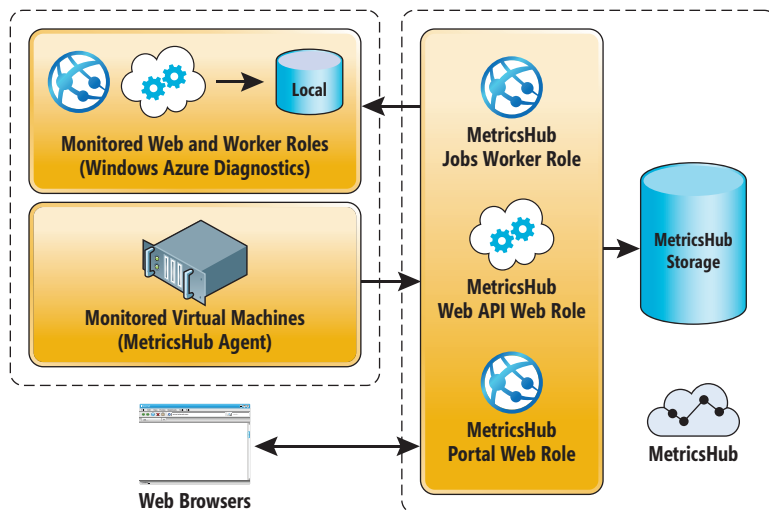 Local
Monitored Web and Worker Roles
(Windows Azure Diagnostics)
Monitored Virtual Machines
(MetricsHub Agent)
Web Browsers
MetricsHub
Jobs Worker Role
MetricsHub
Web API Web Role
MetricsHub
Portal Web Role
MetricsHub
Storage
MetricsHub